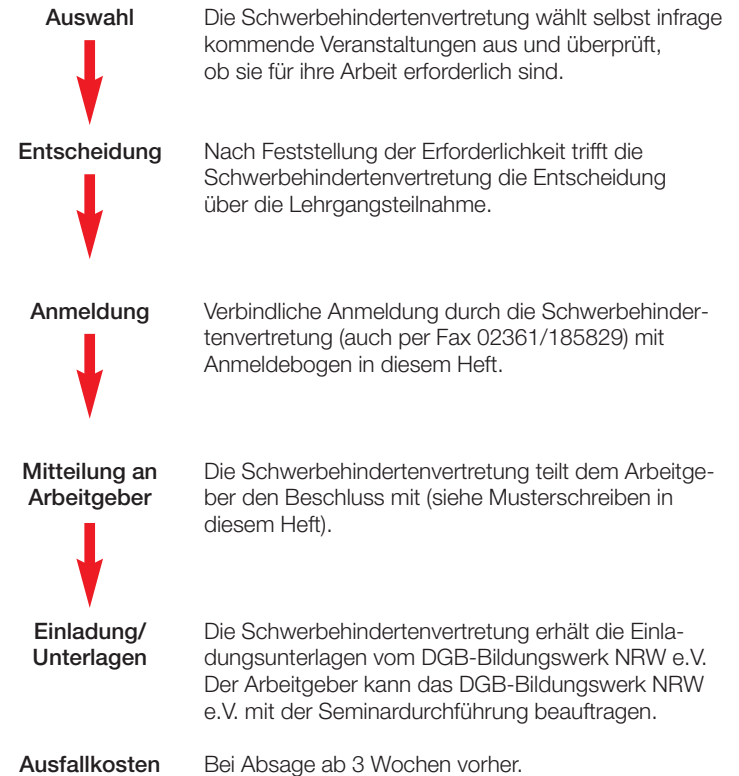 Auswahl Die Schwerbehindertenvertretung wählt selbst infrage
kommende Veranstaltungen aus und überprüft,
ob sie für ihre Arbeit erforderlich sind.
Entscheidung Nach Feststellung der Erforderlichkeit trifft die
Schwerbehindertenvertretung die Entscheidung
über die Lehrgangsteilnahme.
Anmeldung Verbindliche Anmeldung durch die Schwerbehinder-
tenvertretung (auch per Fax 02361/185829) mit
Anmeldebogen in diesem Heft.
Mitteilung an Die Schwerbehindertenvertretung teilt dem Arbeitge-
Arbeitgeber ber den Beschluss mit (siehe Musterschreiben in
diesem Heft).
Einladung/ Die Schwerbehindertenvertretung erhält die Einla-
Unterlagen dungsunterlagen vom DGB-Bildungswerk NRW e.V.
Der Arbeitgeber kann das DGB-Bildungswerk NRW
e.V. mit der Seminardurchführung beauftragen.
Ausfallkosten Bei Absage ab 3 Wochen vorher.